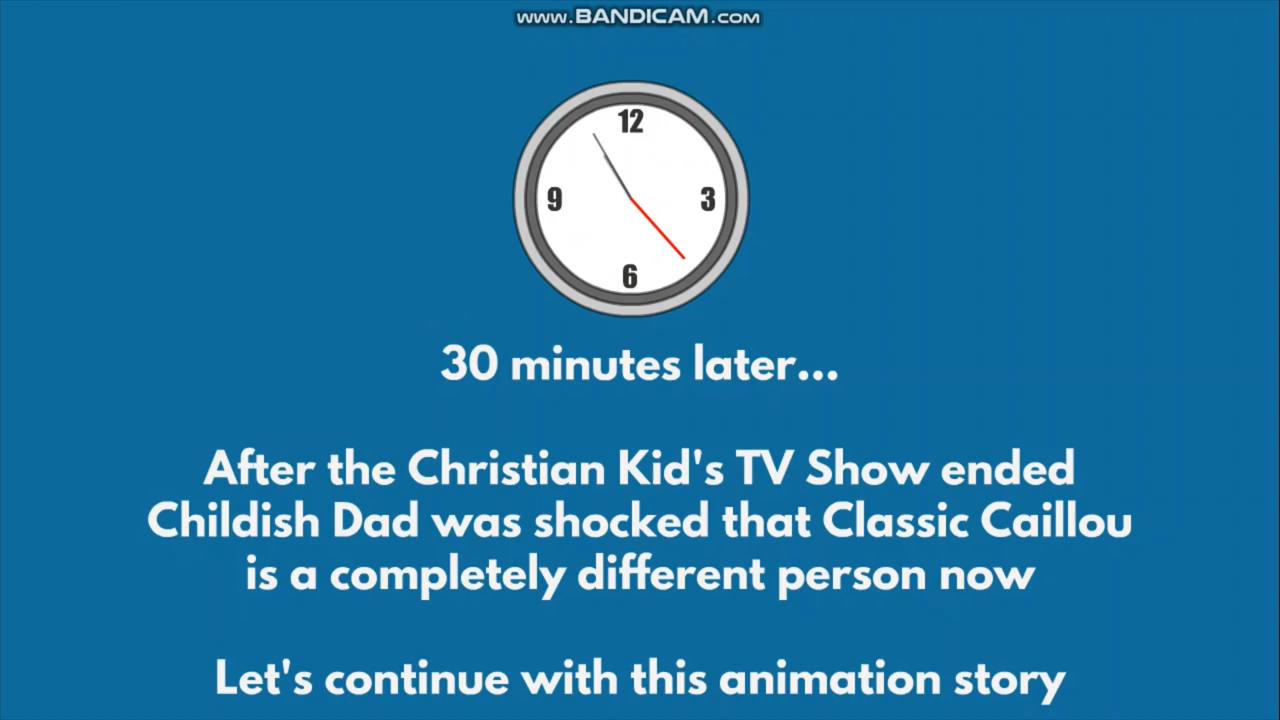 www.BANDICAM.com
12
9
3
6
30 minutes later...
After the Christian Kid's TV Show ended
Childish Dad was shocked that Classic Caillou
is a completely different person now
Let's continue with this animation story